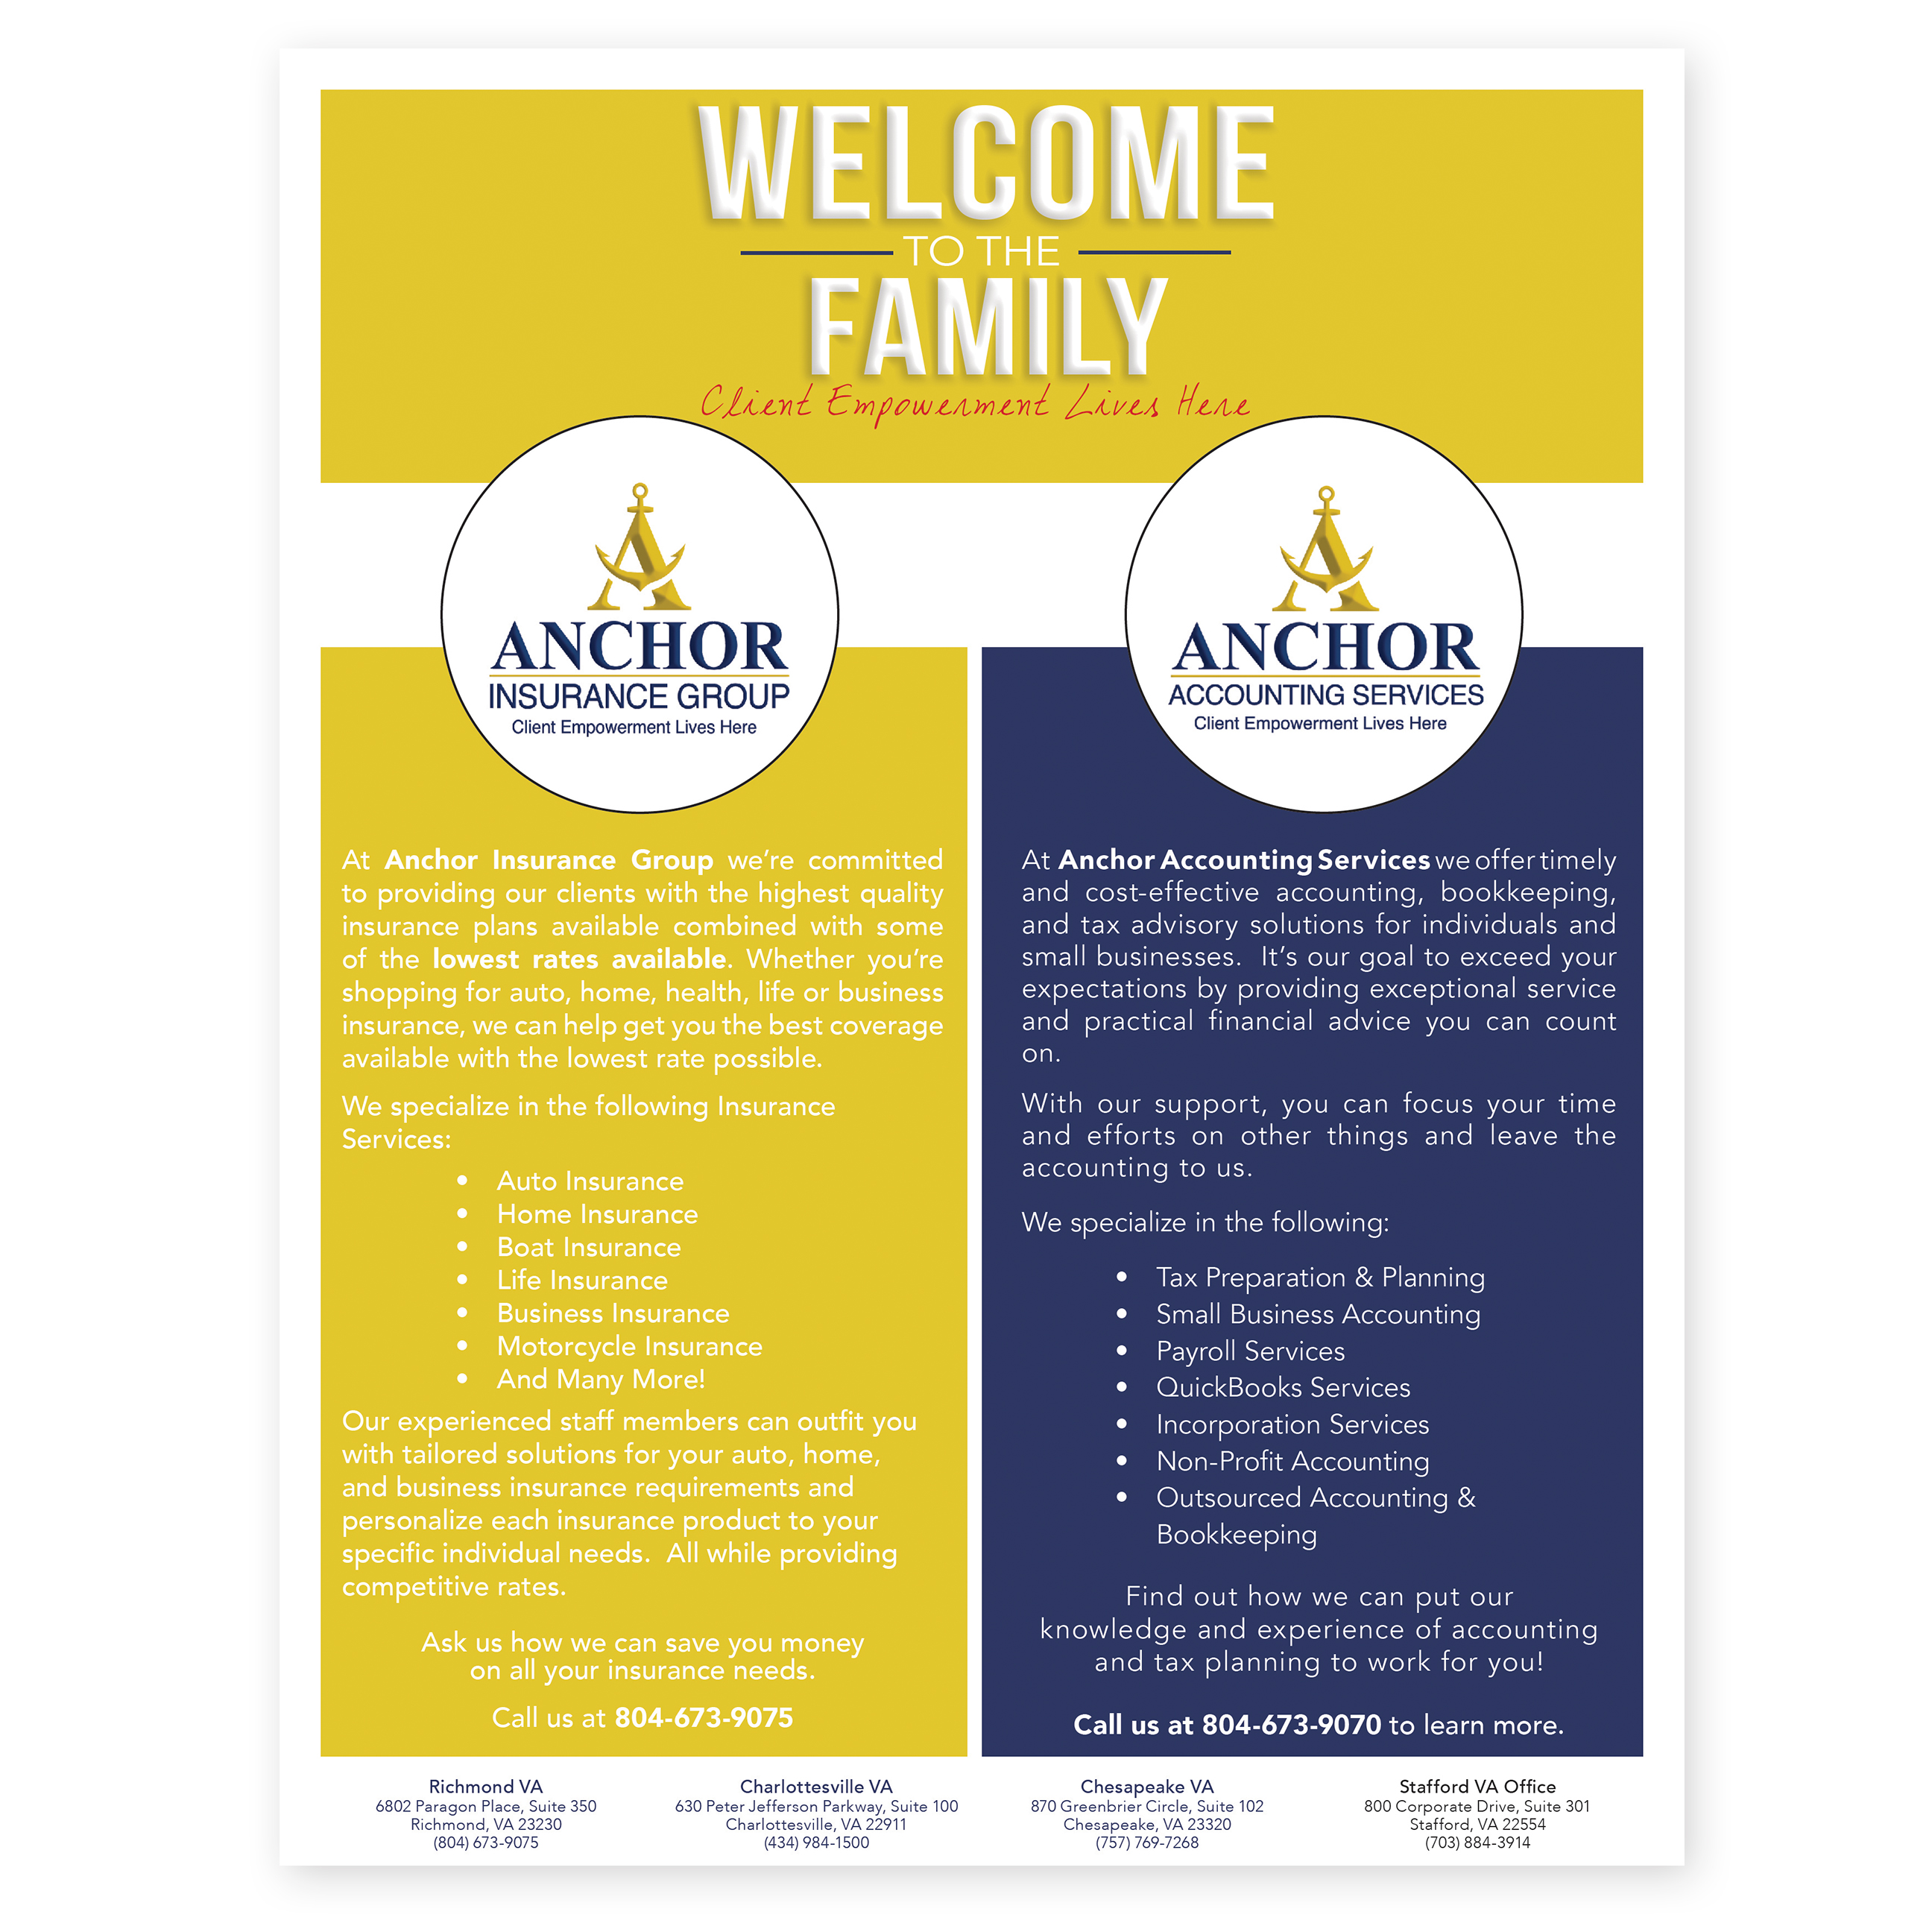 WELCOME
TO THE
FAMILY
Client Empowerment Lives Here
ANCHOR
INSURANCE GROUP
Client Empowerment Lives Here
At Anchor Insurance Group we're committed
to providing our clients with the highest quality
insurance plans available combined with some
of the lowest rates available. Whether you're
shopping for auto, home, health, life or business
insurance, we can help get you the best coverage
available with the lowest rate possible.
We specialize in the following Insurance
Services:
• Auto Insurance
• Home Insurance
• Boat Insurance
• Life Insurance
• Business Insurance
• Motorcycle Insurance
• And Many More!
Our experienced staff members can outfit you
with tailored solutions for your auto, home,
and business insurance requirements and
personalize each insurance product to your
specific individual needs. All while providing
competitive rates.
Ask us how we can save you money
on all your insurance needs.
Call us at 804-673-9075
ANCHOR
ACCOUNTING SERVICES
Client Empowerment Lives Here
At Anchor Accounting Services we offer timely
and cost-effective accounting, bookkeeping,
and tax advisory solutions for individuals and
small businesses. It's our goal to exceed your
expectations by providing exceptional service
and practical financial advice you can count
on.
With our support, you can focus your time
and efforts on other things and leave the
accounting to us.
We specialize in the following:
• Tax Preparation & Planning
• Small Business Accounting
• Payroll Services
• QuickBooks Services
• Incorporation Services
• Non-Profit Accounting
• Outsourced Accounting &
Bookkeeping
Find out how we can put our
knowledge and experience of accounting
and tax planning to work for you!
Call us at 804-673-9070 to learn more.
Richmond VA
6802 Paragon Place, Suite 350
Richmond, VA 23230
(804) 673-9075
Charlottesville VA
630 Peter Jefferson Parkway, Suite 100
Charlottesville, VA 22911
(434) 984-1500
Chesapeake VA
870 Greenbrier Circle, Suite 102
Chesapeake, VA 23320
(757) 769-7268
Stafford VA Office
800 Corporate Drive, Suite 301
Stafford, VA 22554
(703) 884-3914